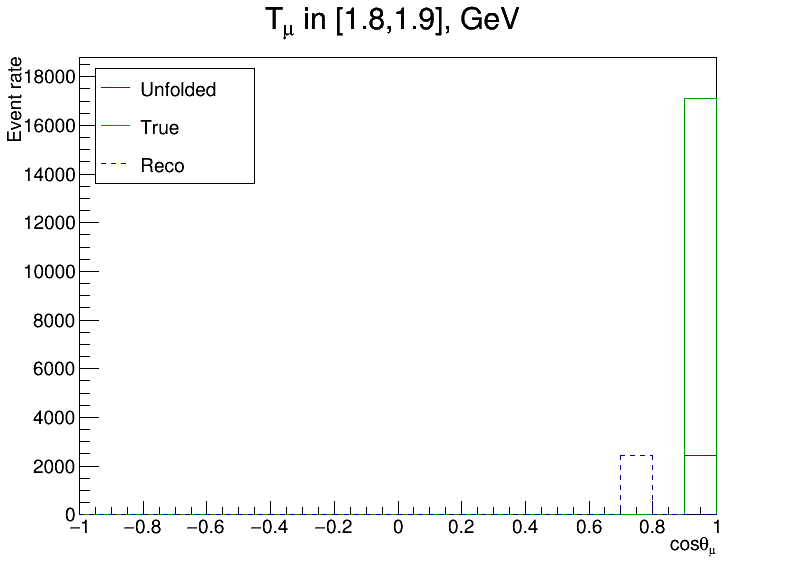 Tμ in [1.8,1.9], GeV
Event rate
18000
16000
14000
12000
10000
8000
6000
4000
2000
0
Unfolded
True
Reco
−1 −0.8 −0.6 −0.4 −0.2 0 0.2 0.4 0.6 0.8 1
cosθμ